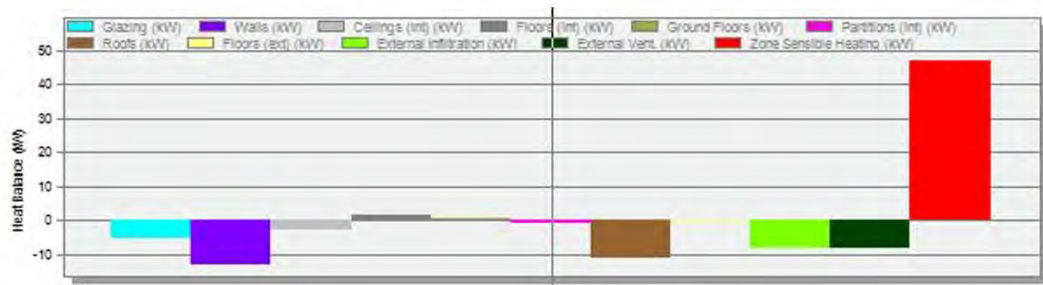 Glazing (kW) Walls (kW) Ceilings (int) (kW) Floors (int) (kW) Ground Floors (kW) Partitions (int) (kW)
Roofs (kW) Floors (ext) (kW) External Infiltration (kW) External Vent. (kW) Zone Sensible Heating (kW)
50
40
30
20
10
0
-10
Heat Balance (kW)